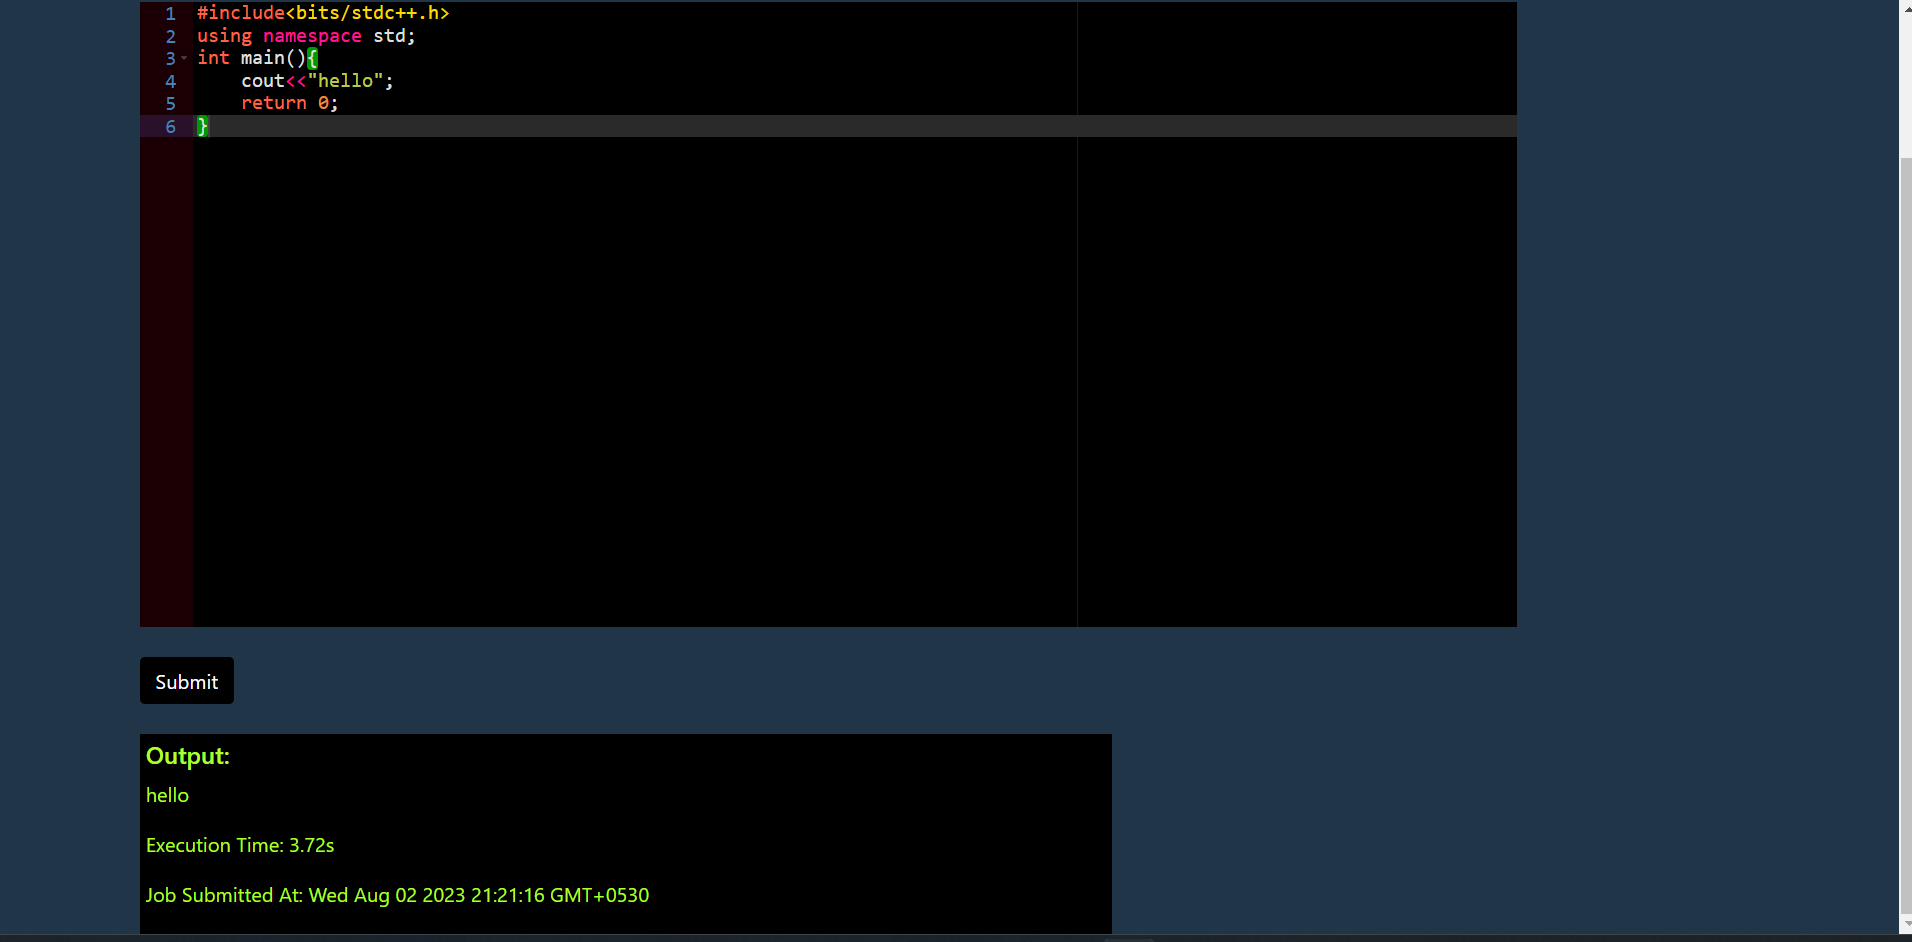 1 #include<bits/stdc++.h>
2 using namespace std;
3 int main(){
4     cout<<"hello";
5     return 0;
6 }
Submit
Output:
hello
Execution Time: 3.72s
Job Submitted At: Wed Aug 02 2023 21:21:16 GMT+0530